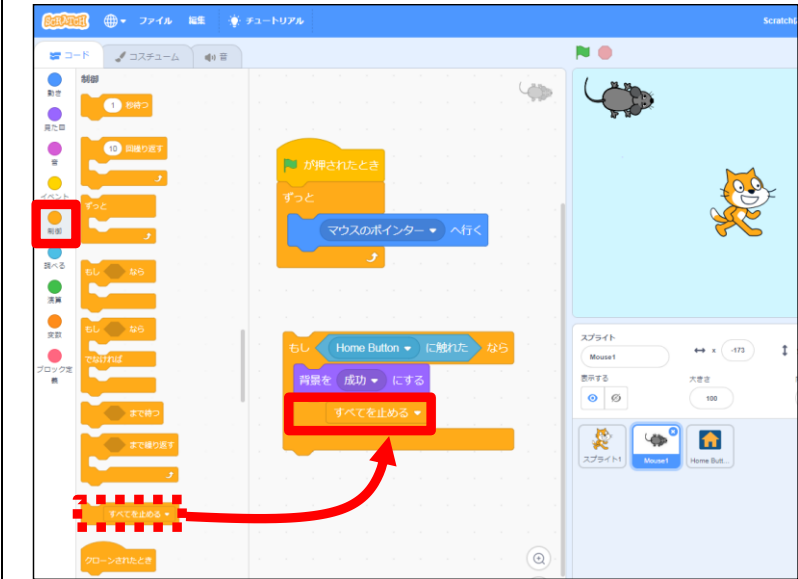 SCRATCH ファイル 編集 チュートリアル
コード コスチューム 音
動き
見た目
音
イベント
制御
調べる
演算
変数
ブロック定義
制御
1 秒待つ
10 回繰り返す
ずっと
もし なら
もし なら
でなければ
まで待つ
まで繰り返す
すべてを止める
クローンされたとき
が押されたとき
ずっと
マウスのポインター へ行く
もし Home Button に触れた なら
背景を 成功 にする
すべてを止める
スプライト
Mouse1 x -173
表示する 大きさ
100
スプライト1 Mouse1 Home Butt...